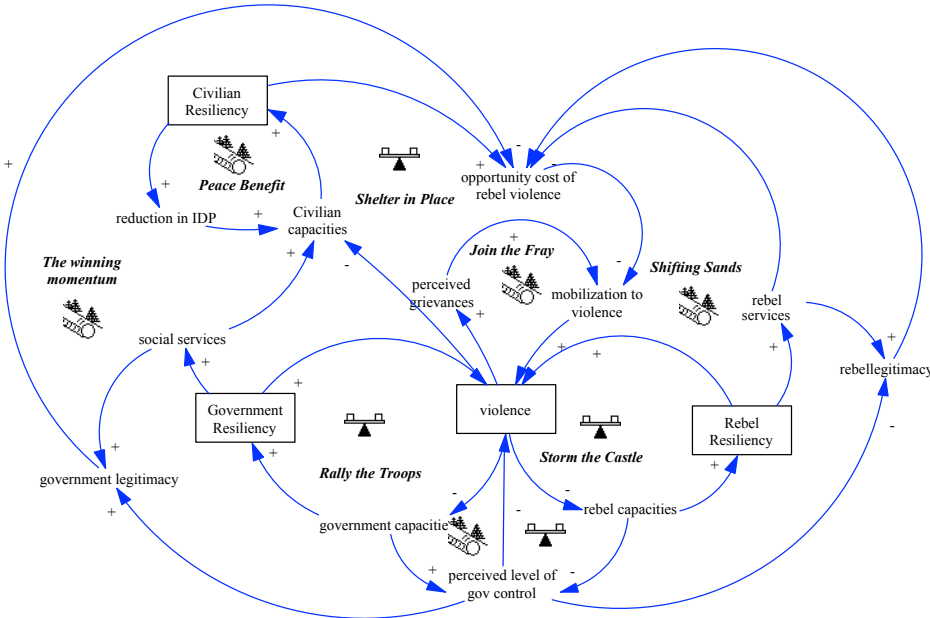 Civilian
Resiliency
+
+
-
+
-
-
Peace Benefit
Shelter in Place
opportunity cost of
rebel violence
+
reduction in IDP
+
Civilian
capacities
+
-
The winning
momentum
Join the Fray
+
perceived
grievances
+
mobilization to
violence
-
Shifting Sands
rebel
services
social services
+
+
+
+
+
rebellegitimacy
-
Government
Resiliency
+
+
violence
Rebel
Resiliency
+
Rally the Troops
Storm the Castle
government legitimacy
+
+
-
-
-
government capacitie
rebel capacities
perceived level of
gov control
+
-